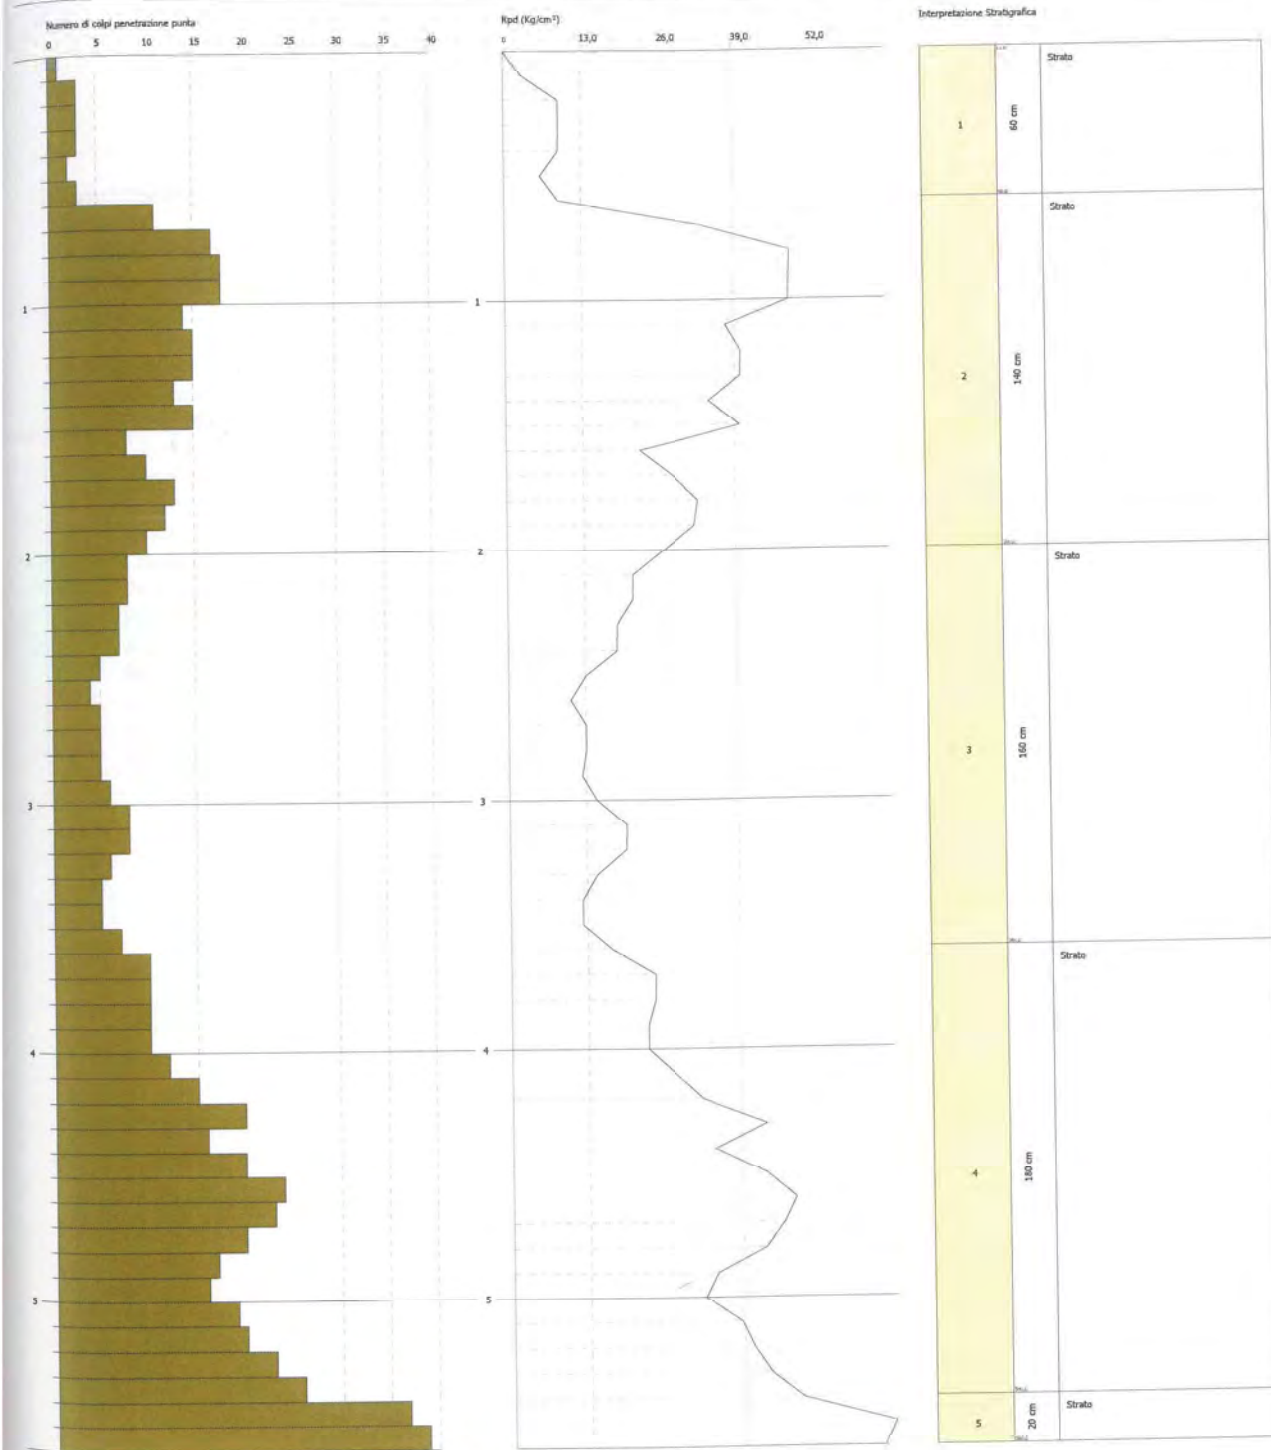 Numero di colpi penetrazione punta
0 5 10 15 20 25 30 35 40
Rpd (Kg/cm²)
0 13,0 26,0 39,0 52,0
Interpretazione Stratigrafica
1
2
3
4
5
1
2
3
4
5
1
60 cm
Strato
2
140 cm
Strato
3
160 cm
Strato
4
180 cm
Strato
5
20 cm
Strato